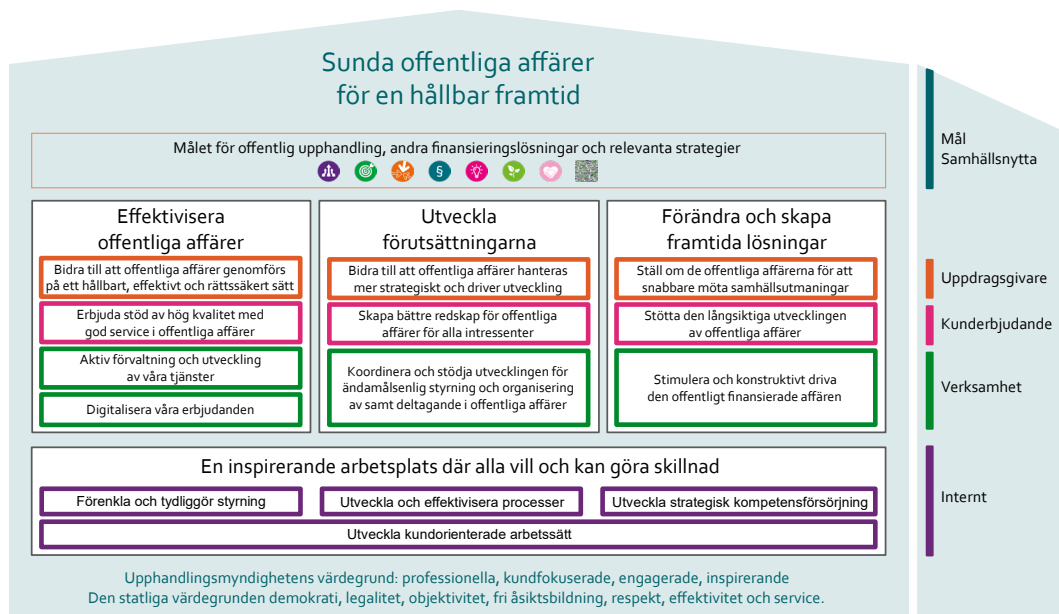 Sunda offentliga affärer
för en hållbar framtid
Målet för offentlig upphandling, andra finansieringslösningar och relevanta strategier
§
Effektivisera
offentliga affärer
Bidra till att offentliga affärer genomförs
på ett hållbart, effektivt och rättssäkert sätt
Erbjuda stöd av hög kvalitet med
god service i offentliga affärer
Aktiv förvaltning och utveckling
av våra tjänster
Digitalisera våra erbjudanden
Utveckla
förutsättningarna
Bidra till att offentliga affärer hanteras
mer strategiskt och driver utveckling
Skapa bättre redskap för offentliga
affärer för alla intressenter
Koordinera och stödja utvecklingen för
ändamålsenlig styrning och organisering
av samt deltagande i offentliga affärer
Förändra och skapa
framtida lösningar
Ställ om de offentliga affärerna för att
snabbare möta samhällsutmaningar
Stötta den långsiktiga utvecklingen
av offentliga affärer
Stimulera och konstruktivt driva
den offentligt finansierade affären
En inspirerande arbetsplats där alla vill och kan göra skillnad
Förenkla och tydliggör styrning
Utveckla och effektivisera processer
Utveckla strategisk kompetensförsörjning
Utveckla kundorienterade arbetssätt
Upphandlingsmyndighetens värdegrund: professionella, kundfokuserade, engagerade, inspirerande
Den statliga värdegrunden demokrati, legalitet, objektivitet, fri åsiktsbildning, respekt, effektivitet och service.
Mål
Samhällsnytta
Uppdragsgivare
Kunderbjudande
Verksamhet
Internt